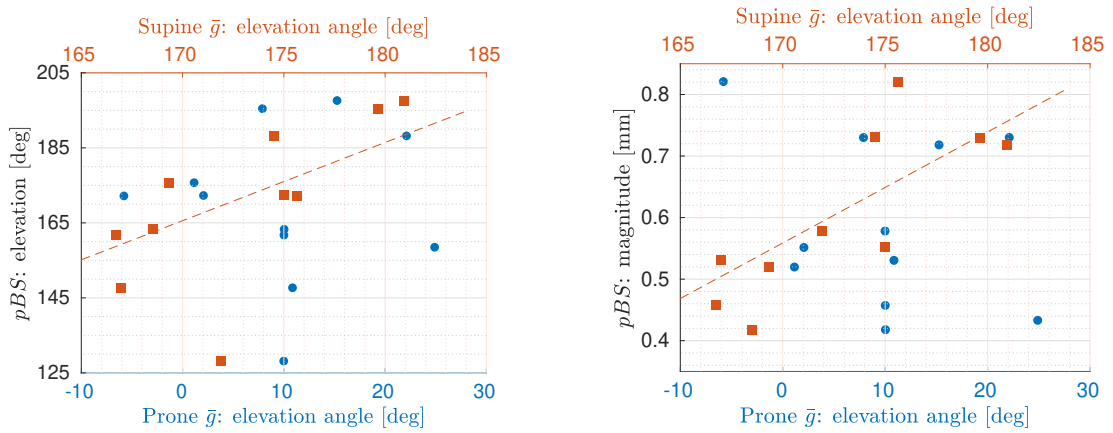 Supine ḡ: elevation angle [deg]
165 170 175 180 185
205
185
165
145
125
pBS: elevation [deg]
-10 0 10 20 30
Prone ḡ: elevation angle [deg]
Supine ḡ: elevation angle [deg]
165 170 175 180 185
0.8
0.7
0.6
0.5
0.4
pBS: magnitude [mm]
-10 0 10 20 30
Prone ḡ: elevation angle [deg]